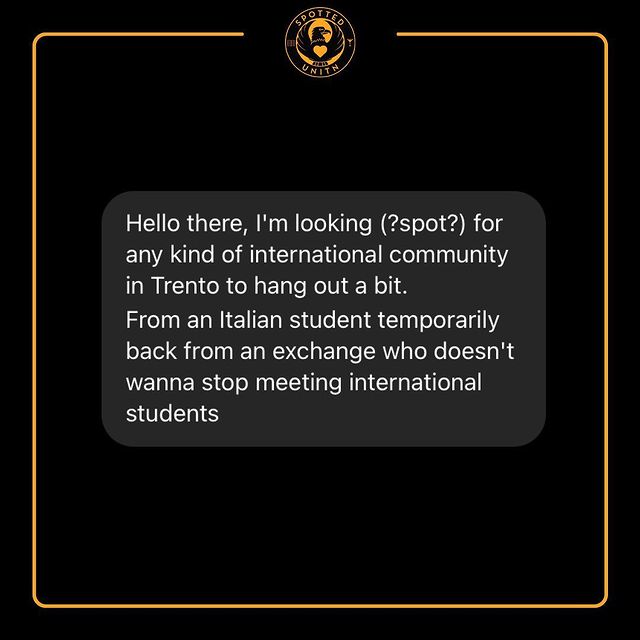 SPOTTED
UNITN
Hello there, I'm looking (?spot?) for
any kind of international community
in Trento to hang out a bit.
From an Italian student temporarily
back from an exchange who doesn't
wanna stop meeting international
students